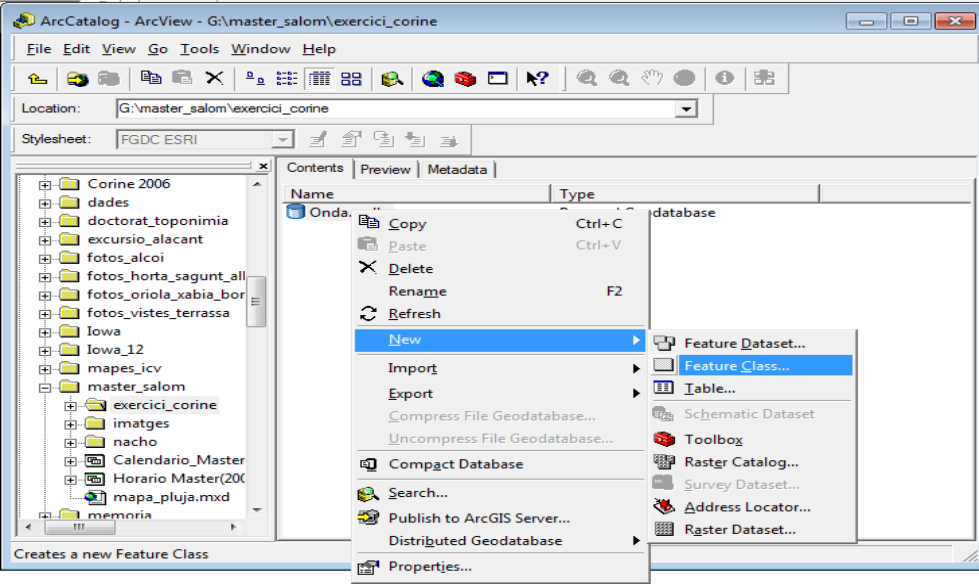 ArcCatalog - ArcView - G:\master_salom\exercici_corine
File Edit View Go Tools Window Help
Location: G:\master_salom\exercici_corine
Stylesheet: FGDC ESRI
Contents Preview Metadata
Name Type
Corine 2006
dades
doctorat_toponimia
excursio_alacant
fotos_alcoi
fotos_horta_sagunt_all
fotos_oriola_xabia_bor
fotos_vistes_terrassa
Iowa
Iowa_12
mapes_icv
master_salom
exercici_corine
imatges
nacho
Calendario_Master
Horario Master(200
mapa_pluja.mxd
memoria
Onda. database
Copy Ctrl+C
Paste Ctrl+V
Delete
Rename F2
Refresh
New
Import
Export
Compress File Geodatabase...
Uncompress File Geodatabase...
Compact Database
Search...
Publish to ArcGIS Server...
Distributed Geodatabase
Properties...
Feature Dataset...
Feature Class...
Table...
Schematic Dataset
Toolbox
Raster Catalog...
Survey Dataset...
Address Locator...
Raster Dataset...
Creates a new Feature Class